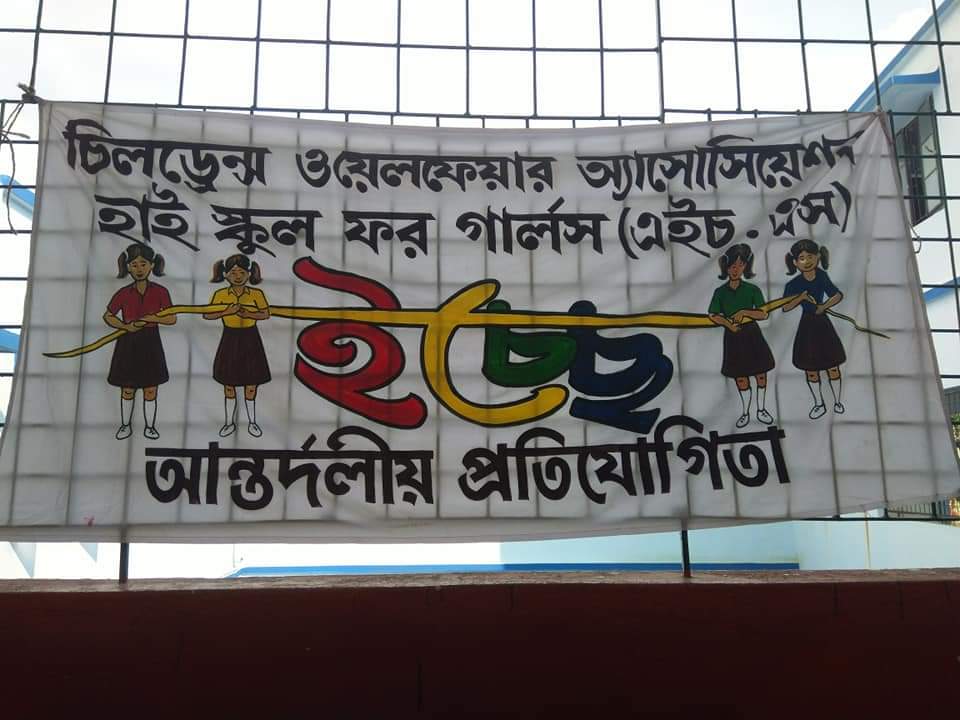 চিলড্রেন্স ওয়েলফেয়ার অ্যাসোসিয়েশন
হাই স্কুল ফর গার্লস (এইচ. এস)
ইচ্ছে
আন্তর্দলীয় প্রতিযোগিতা